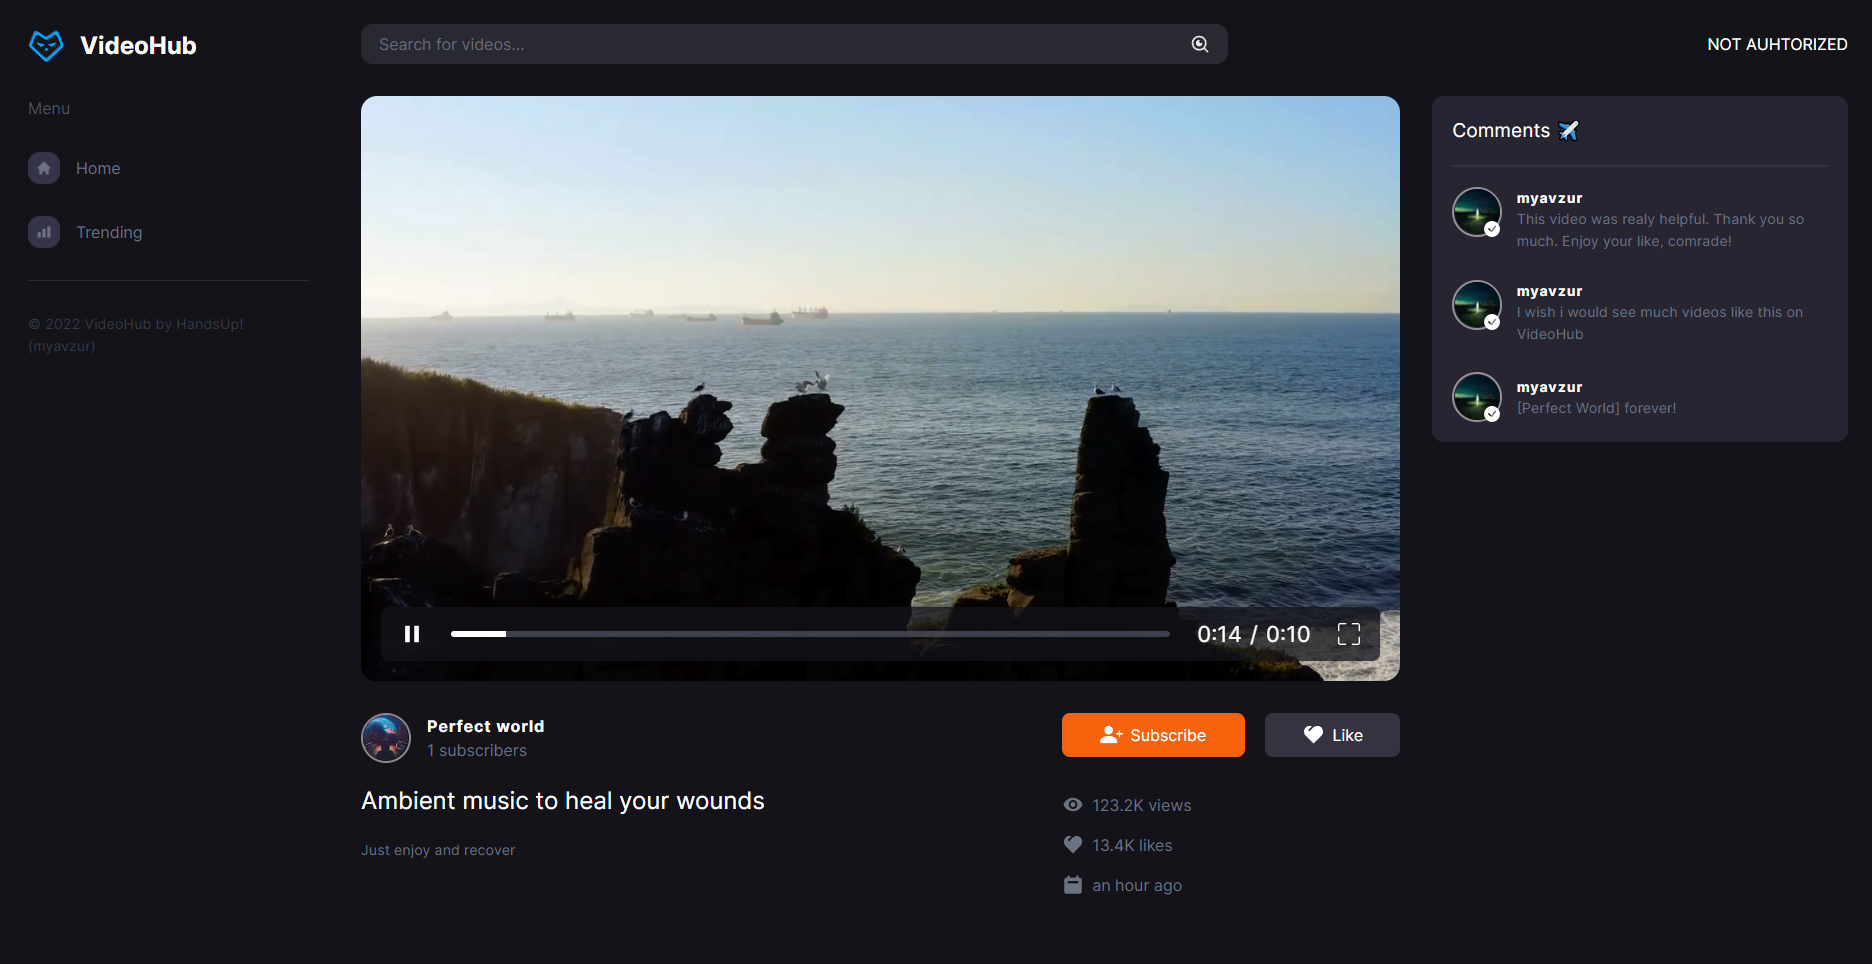 VideoHub
Search for videos...
NOT AUHTORIZED
Menu
Home
Trending
© 2022 VideoHub by HandsUp!
(myavzur)
0:14 / 0:10
Perfect world
1 subscribers
Subscribe
Like
Ambient music to heal your wounds
Just enjoy and recover
123.2K views
13.4K likes
an hour ago
Comments
myavzur
This video was realy helpful. Thank you so
much. Enjoy your like, comrade!
myavzur
I wish i would see much videos like this on
VideoHub
myavzur
[Perfect World] forever!